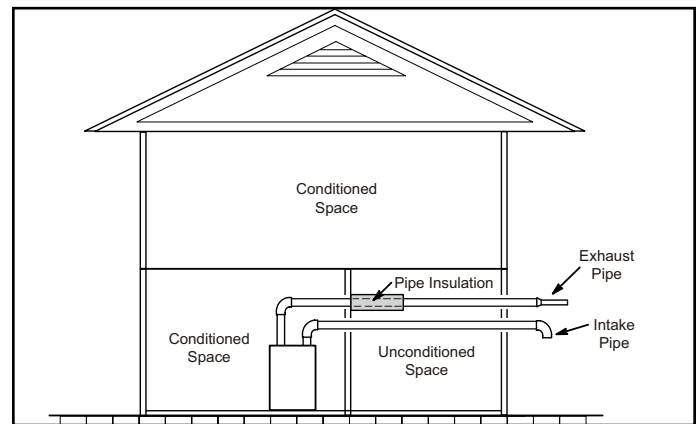 Conditioned
Space
Exhaust
Pipe
Pipe Insulation
Intake
Pipe
Conditioned
Space
Unconditioned
Space